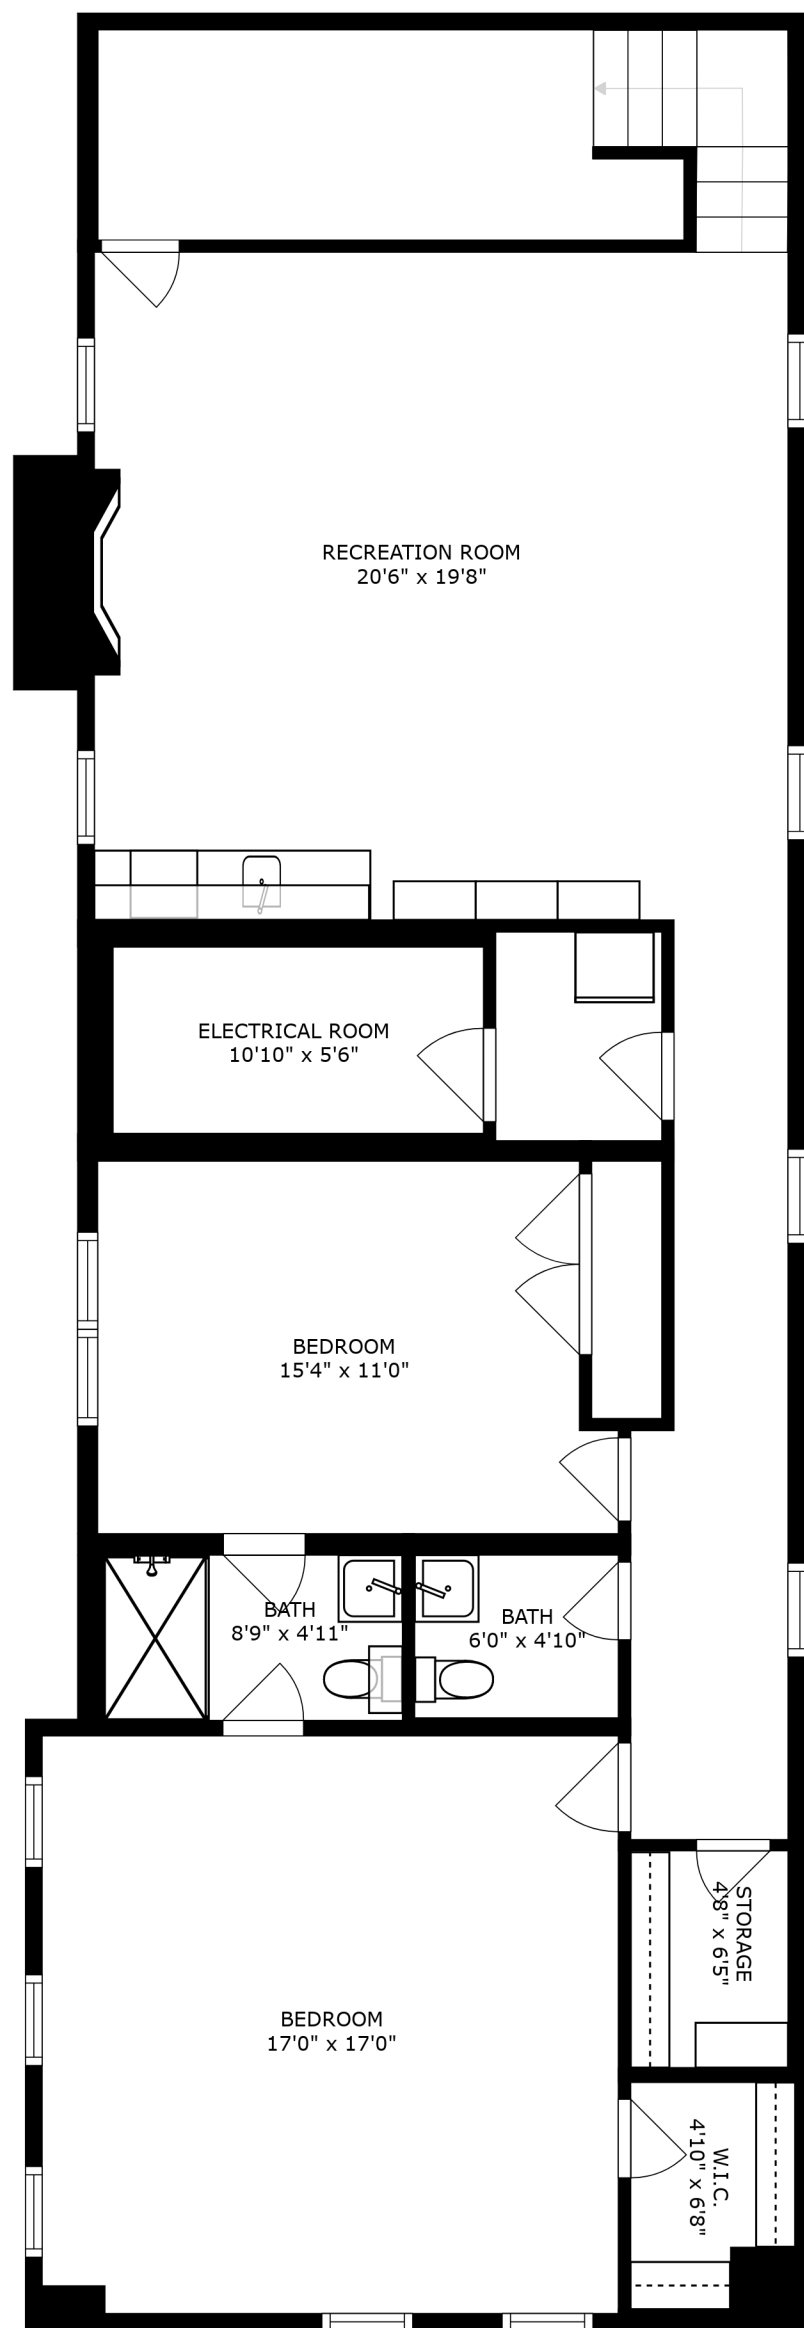 RECREATION ROOM
20'6" x 19'8"
ELECTRICAL ROOM
10'10" x 5'6"
BEDROOM
15'4" x 11'0"
BATH
8'9" x 4'11"
BATH
6'0" x 4'10"
STORAGE
4'8" x 6'5"
BEDROOM
17'0" x 17'0"
W.I.C.
4'10" x 6'8"